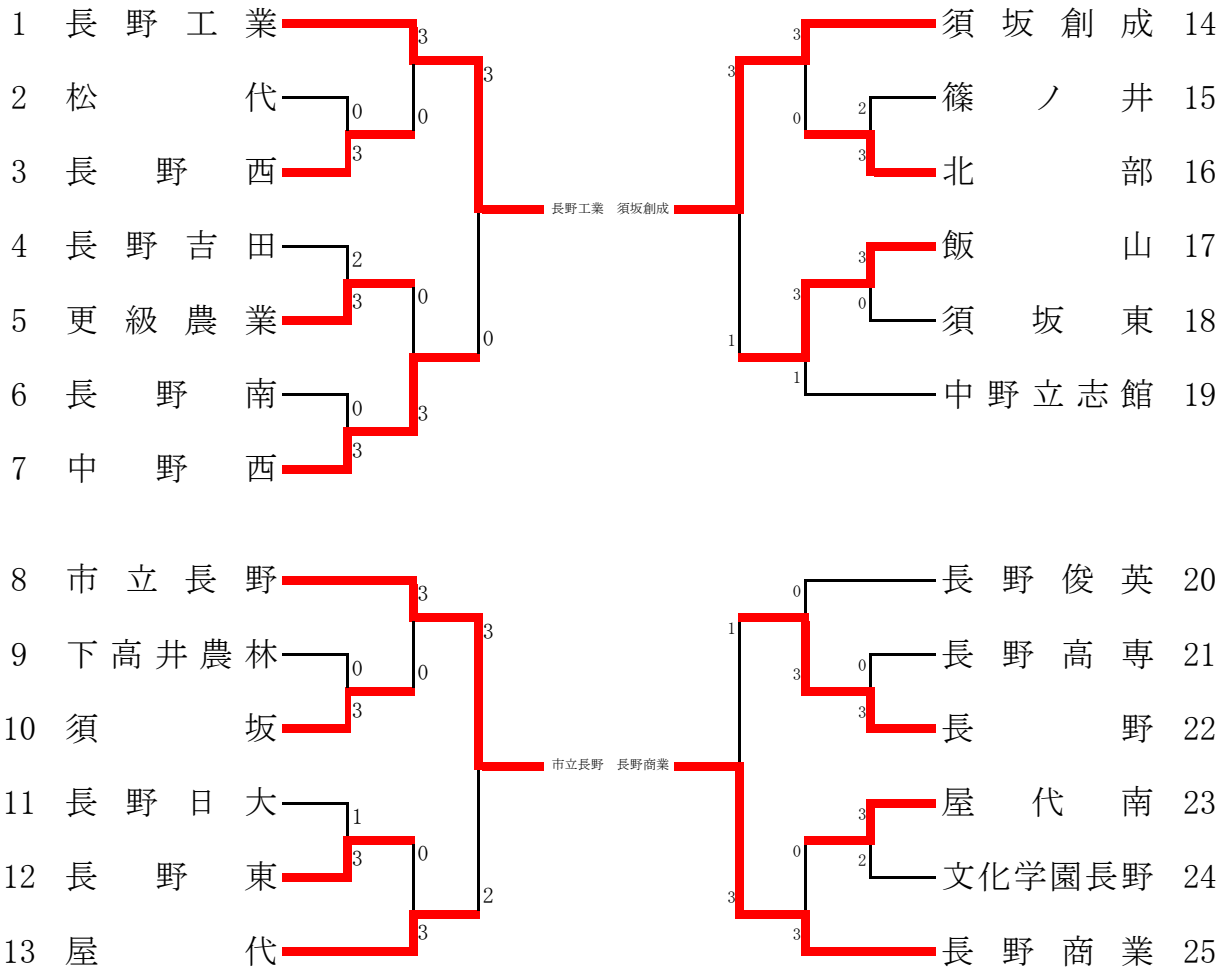 1 長野工業
3
3
3
須坂創成 14
3
2 松代
0
0
0
2
篠ノ井 15
3
3
3 長野西
北部 16
長野工業 須坂創成
4 長野吉田
2
3
飯山 17
3
0
3
0
5 更級農業
須坂東 18
0
1
6 長野南
0
3
1
中野立志館 19
3
7 中野西
8 市立長野
3
3
0
1
長野俊英 20
9 下高井農林
0
0
3
0
長野高専 21
3
3
10 須坂
長野 22
市立長野 長野商業
11 長野日大
1
3
屋代南 23
3
0
0
2
12 長野東
文化学園長野 24
2
3
3
3
13 屋代
長野商業 25